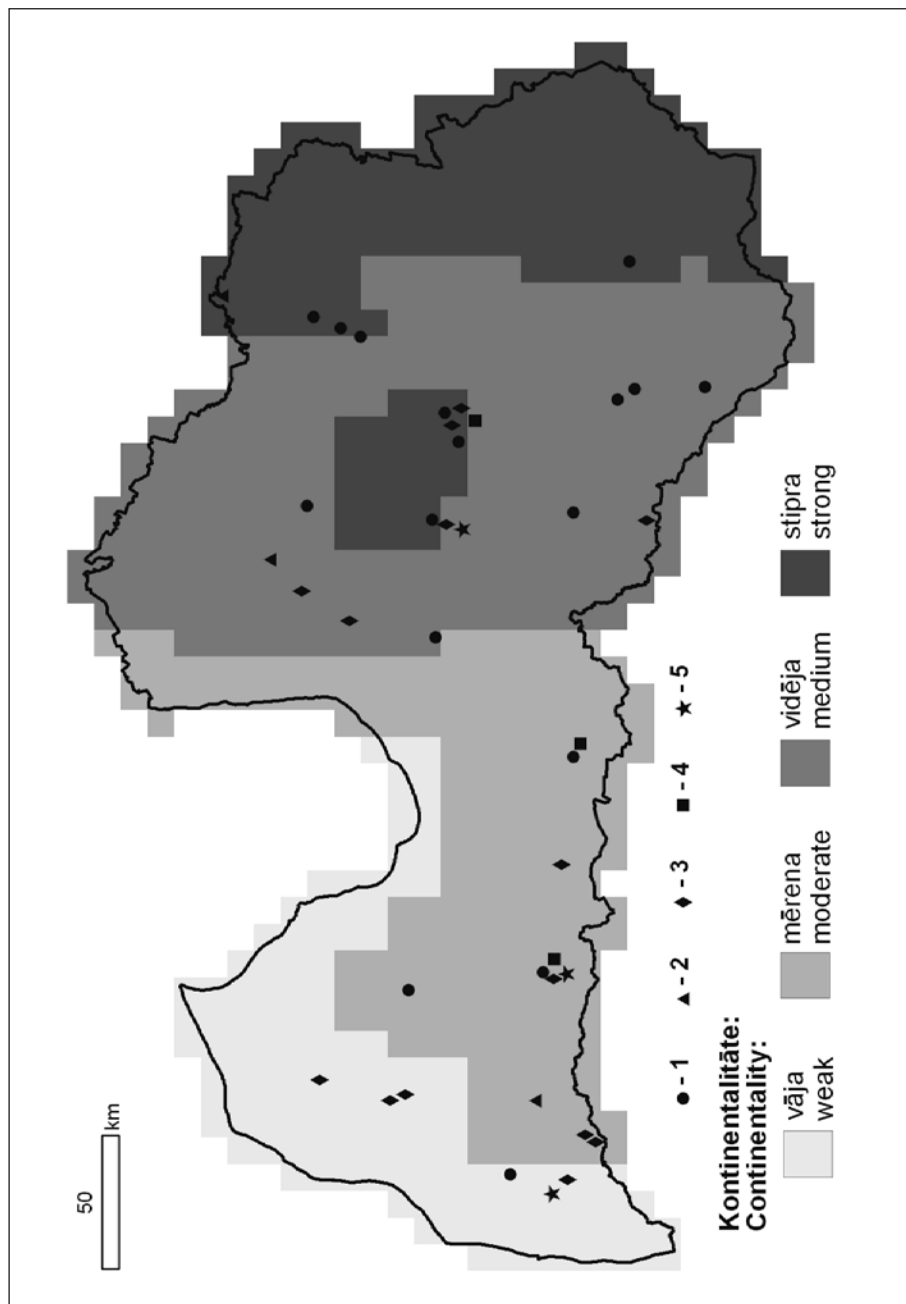 50
km
● - 1 ▲ - 2 ♦ - 3 ■ - 4 ★ - 5
Kontinentalitāte:
Continentality:
vāja
weak
mērena
moderate
vidēja
medium
stipra
strong